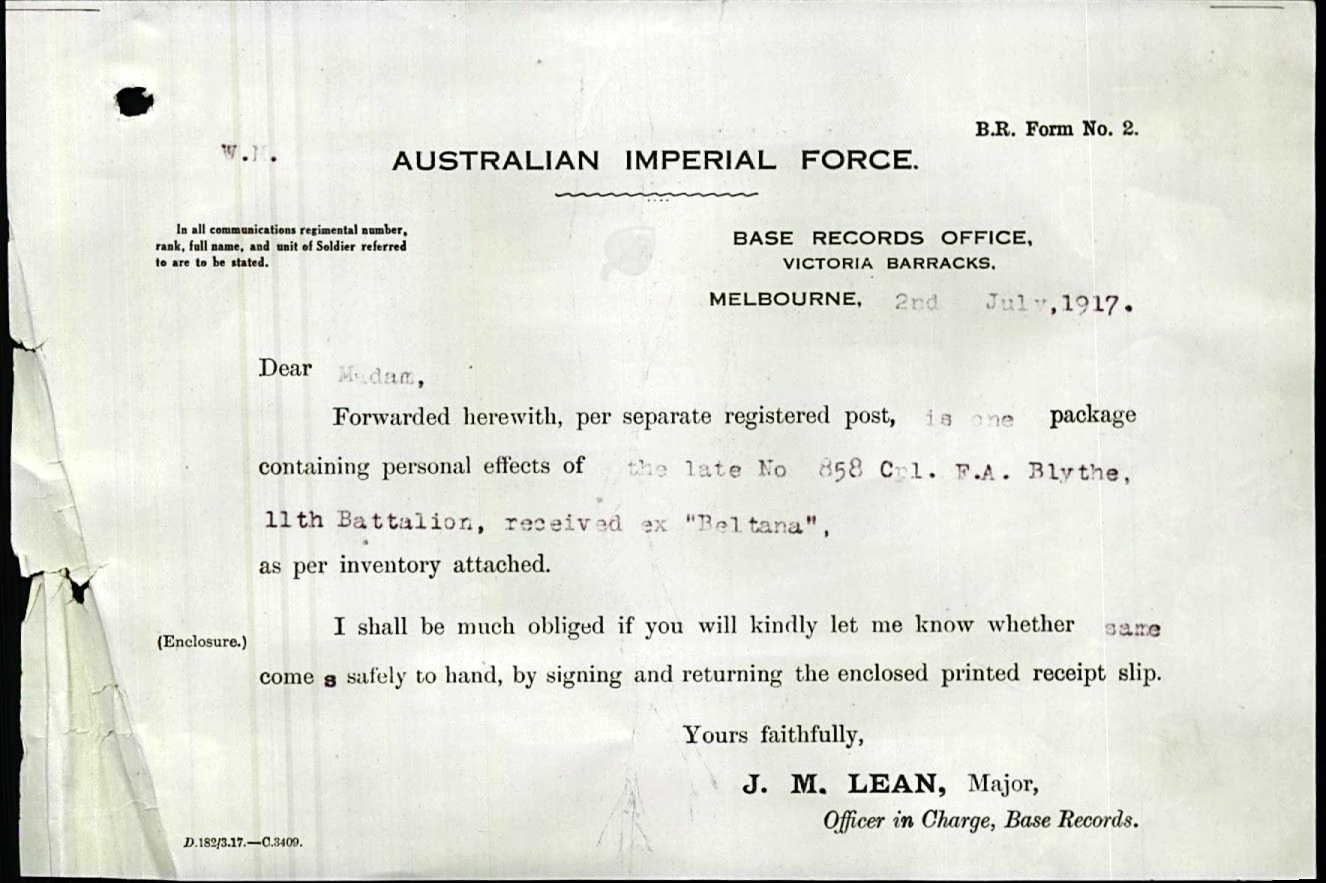 B.R. Form No. 2.
W.M.
AUSTRALIAN IMPERIAL FORCE.
In all communications regimental number,
rank, full name, and unit of Soldier referred
to are to be stated.
BASE RECORDS OFFICE,
VICTORIA BARRACKS.
MELBOURNE, 2nd July, 1917.
Dear Madam,
Forwarded herewith, per separate registered post, is one package
containing personal effects of the late No 858 Cpl. F.A. Blythe,
11th Battalion, received ex "Beltana",
as per inventory attached.
I shall be much obliged if you will kindly let me know whether same
(Enclosure.)
come s safely to hand, by signing and returning the enclosed printed receipt slip.
Yours faithfully,
J. M. LEAN, Major,
Officer in Charge, Base Records.
D.182/3.17.—C.3409.